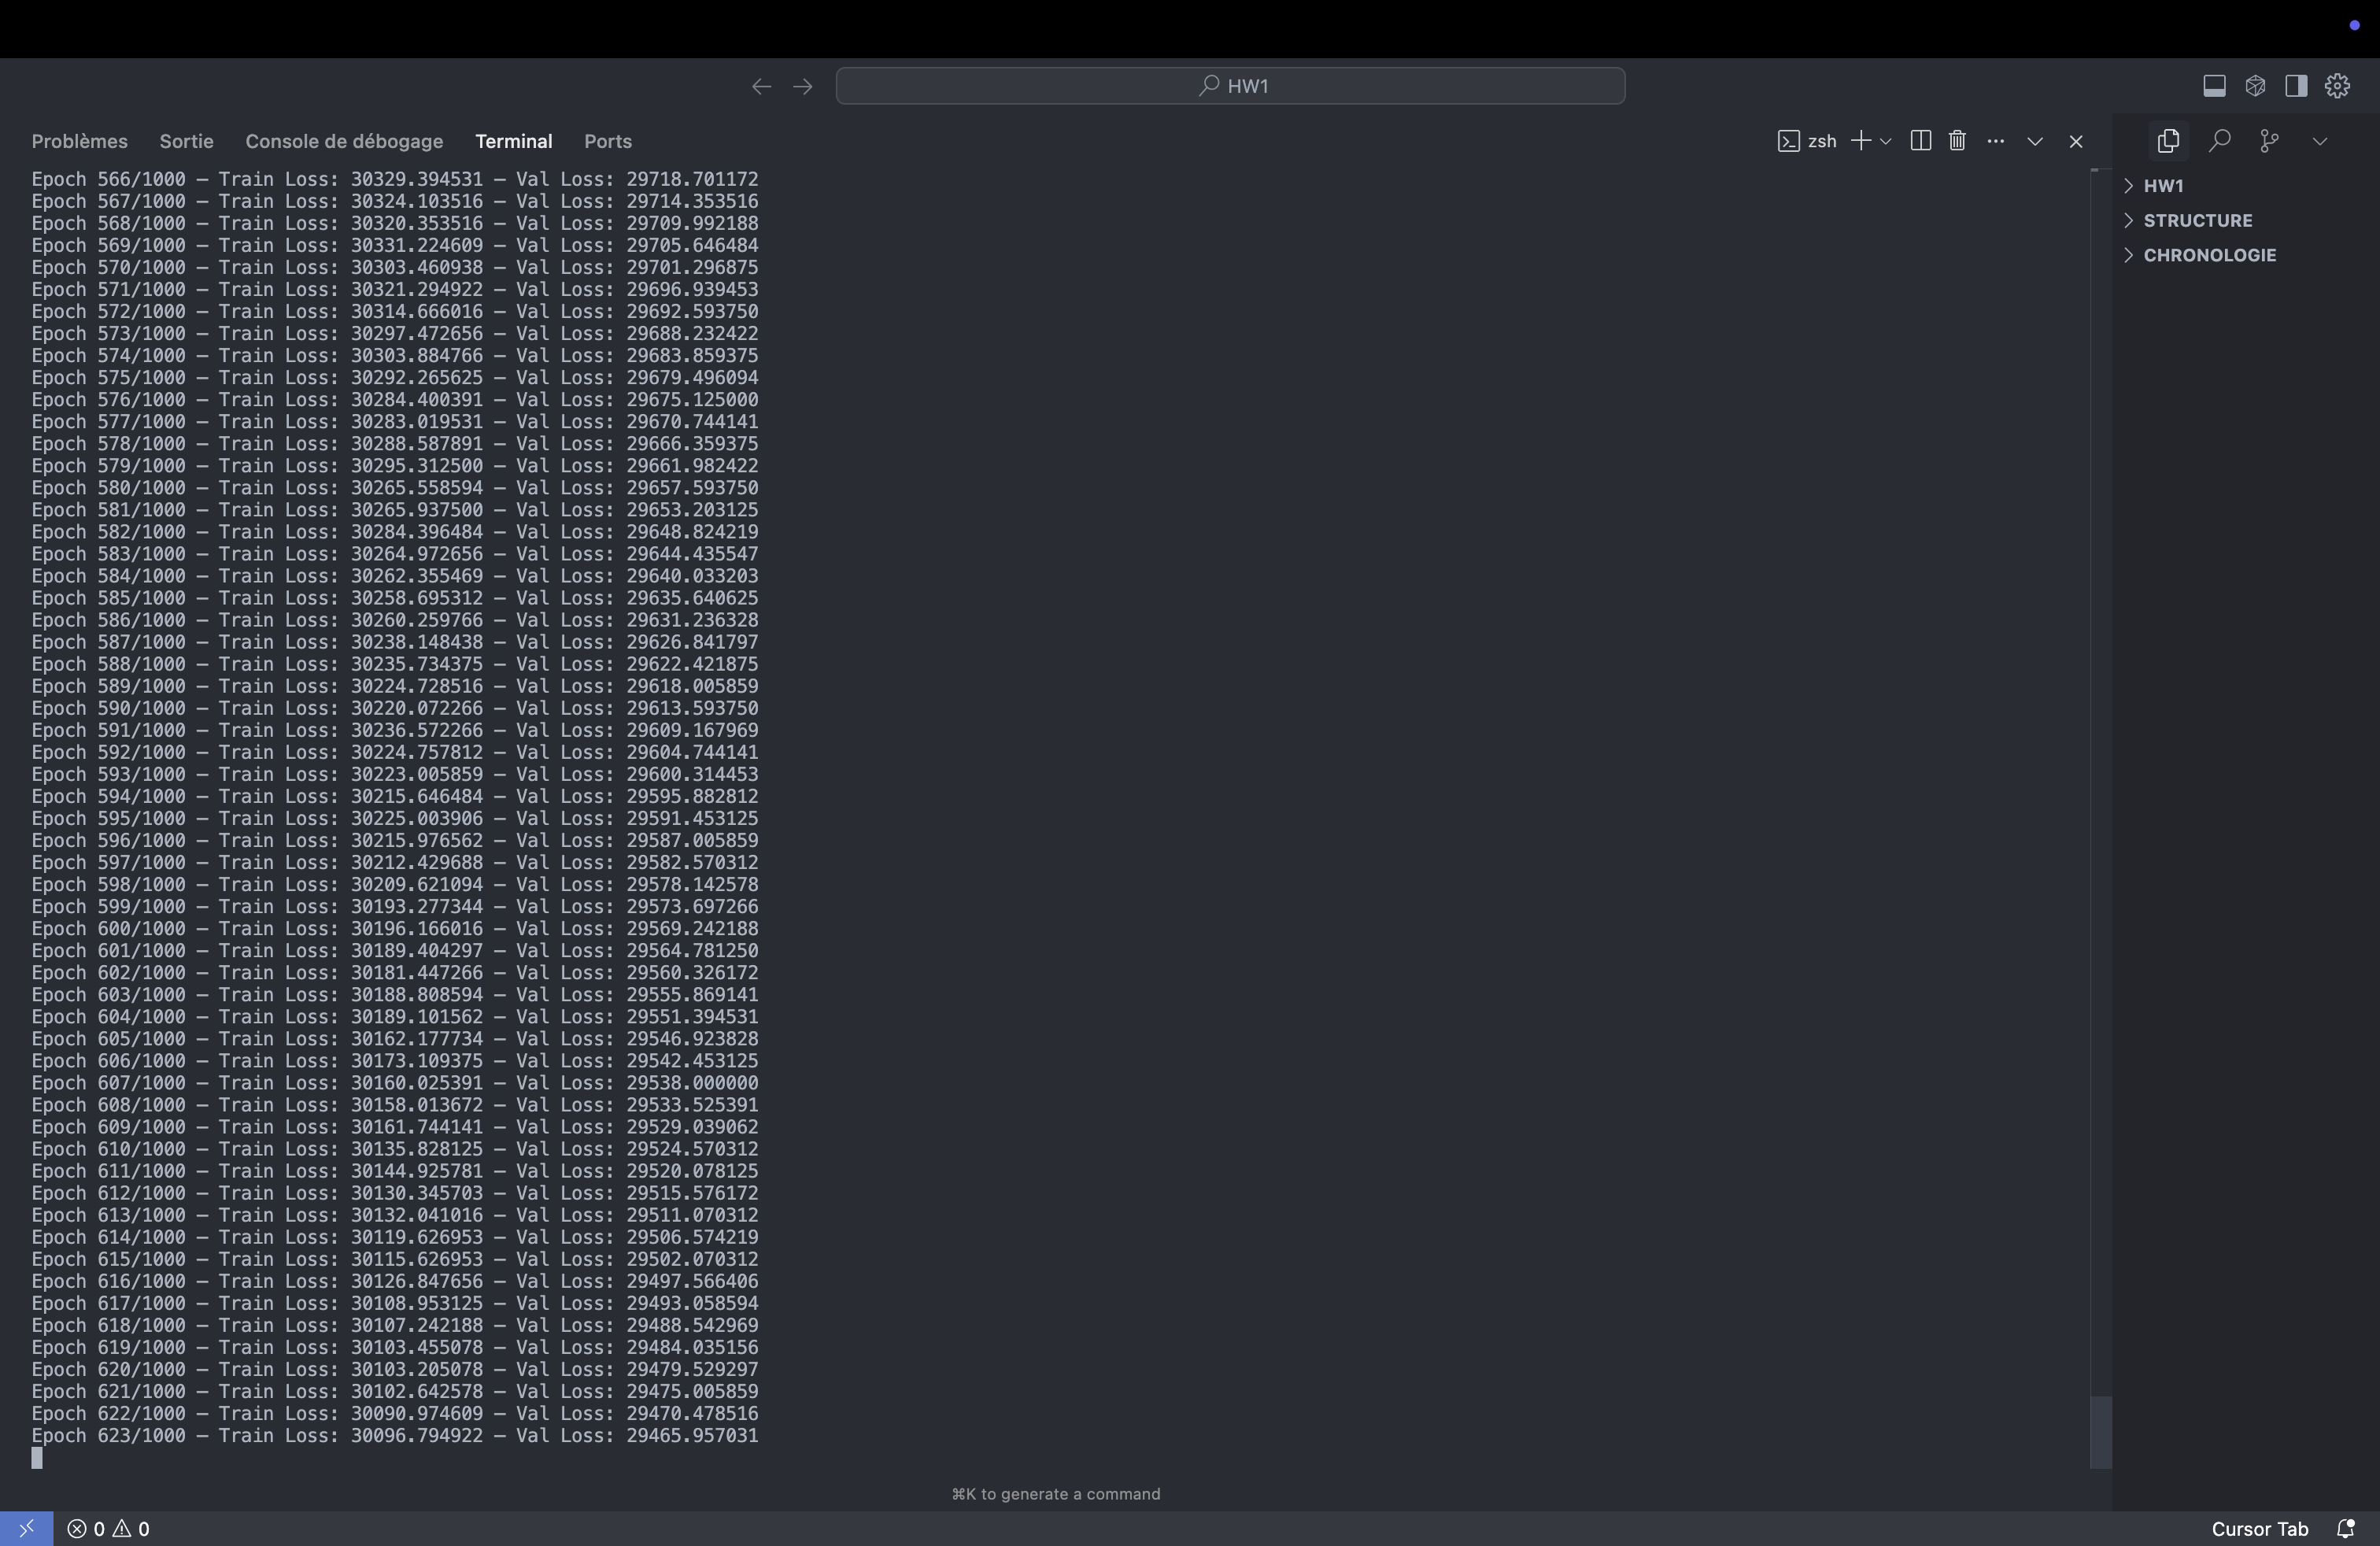 HW1
Problèmes Sortie Console de débogage Terminal Ports
zsh
Epoch 566/1000 — Train Loss: 30329.394531 — Val Loss: 29718.701172
Epoch 567/1000 — Train Loss: 30324.103516 — Val Loss: 29714.353516
Epoch 568/1000 — Train Loss: 30320.353516 — Val Loss: 29709.992188
Epoch 569/1000 — Train Loss: 30331.224609 — Val Loss: 29705.646484
Epoch 570/1000 — Train Loss: 30303.460938 — Val Loss: 29701.296875
Epoch 571/1000 — Train Loss: 30321.294922 — Val Loss: 29696.939453
Epoch 572/1000 — Train Loss: 30314.666016 — Val Loss: 29692.593750
Epoch 573/1000 — Train Loss: 30297.472656 — Val Loss: 29688.232422
Epoch 574/1000 — Train Loss: 30303.884766 — Val Loss: 29683.859375
Epoch 575/1000 — Train Loss: 30292.265625 — Val Loss: 29679.496094
Epoch 576/1000 — Train Loss: 30284.400391 — Val Loss: 29675.125000
Epoch 577/1000 — Train Loss: 30283.019531 — Val Loss: 29670.744141
Epoch 578/1000 — Train Loss: 30288.587891 — Val Loss: 29666.359375
Epoch 579/1000 — Train Loss: 30295.312500 — Val Loss: 29661.982422
Epoch 580/1000 — Train Loss: 30265.558594 — Val Loss: 29657.593750
Epoch 581/1000 — Train Loss: 30265.937500 — Val Loss: 29653.203125
Epoch 582/1000 — Train Loss: 30284.396484 — Val Loss: 29648.824219
Epoch 583/1000 — Train Loss: 30264.972656 — Val Loss: 29644.435547
Epoch 584/1000 — Train Loss: 30262.355469 — Val Loss: 29640.033203
Epoch 585/1000 — Train Loss: 30258.695312 — Val Loss: 29635.640625
Epoch 586/1000 — Train Loss: 30260.259766 — Val Loss: 29631.236328
Epoch 587/1000 — Train Loss: 30238.148438 — Val Loss: 29626.841797
Epoch 588/1000 — Train Loss: 30235.734375 — Val Loss: 29622.421875
Epoch 589/1000 — Train Loss: 30224.728516 — Val Loss: 29618.005859
Epoch 590/1000 — Train Loss: 30220.072266 — Val Loss: 29613.593750
Epoch 591/1000 — Train Loss: 30236.572266 — Val Loss: 29609.167969
Epoch 592/1000 — Train Loss: 30224.757812 — Val Loss: 29604.744141
Epoch 593/1000 — Train Loss: 30223.005859 — Val Loss: 29600.314453
Epoch 594/1000 — Train Loss: 30215.646484 — Val Loss: 29595.882812
Epoch 595/1000 — Train Loss: 30225.003906 — Val Loss: 29591.453125
Epoch 596/1000 — Train Loss: 30215.976562 — Val Loss: 29587.005859
Epoch 597/1000 — Train Loss: 30212.429688 — Val Loss: 29582.570312
Epoch 598/1000 — Train Loss: 30209.621094 — Val Loss: 29578.142578
Epoch 599/1000 — Train Loss: 30193.277344 — Val Loss: 29573.697266
Epoch 600/1000 — Train Loss: 30196.166016 — Val Loss: 29569.242188
Epoch 601/1000 — Train Loss: 30189.404297 — Val Loss: 29564.781250
Epoch 602/1000 — Train Loss: 30181.447266 — Val Loss: 29560.326172
Epoch 603/1000 — Train Loss: 30188.808594 — Val Loss: 29555.869141
Epoch 604/1000 — Train Loss: 30189.101562 — Val Loss: 29551.394531
Epoch 605/1000 — Train Loss: 30162.177734 — Val Loss: 29546.923828
Epoch 606/1000 — Train Loss: 30173.109375 — Val Loss: 29542.453125
Epoch 607/1000 — Train Loss: 30160.025391 — Val Loss: 29538.000000
Epoch 608/1000 — Train Loss: 30158.013672 — Val Loss: 29533.525391
Epoch 609/1000 — Train Loss: 30161.744141 — Val Loss: 29529.039062
Epoch 610/1000 — Train Loss: 30135.828125 — Val Loss: 29524.570312
Epoch 611/1000 — Train Loss: 30144.925781 — Val Loss: 29520.078125
Epoch 612/1000 — Train Loss: 30130.345703 — Val Loss: 29515.576172
Epoch 613/1000 — Train Loss: 30132.041016 — Val Loss: 29511.070312
Epoch 614/1000 — Train Loss: 30119.626953 — Val Loss: 29506.574219
Epoch 615/1000 — Train Loss: 30115.626953 — Val Loss: 29502.070312
Epoch 616/1000 — Train Loss: 30126.847656 — Val Loss: 29497.566406
Epoch 617/1000 — Train Loss: 30108.953125 — Val Loss: 29493.058594
Epoch 618/1000 — Train Loss: 30107.242188 — Val Loss: 29488.542969
Epoch 619/1000 — Train Loss: 30103.455078 — Val Loss: 29484.035156
Epoch 620/1000 — Train Loss: 30103.205078 — Val Loss: 29479.529297
Epoch 621/1000 — Train Loss: 30102.642578 — Val Loss: 29475.005859
Epoch 622/1000 — Train Loss: 30090.974609 — Val Loss: 29470.478516
Epoch 623/1000 — Train Loss: 30096.794922 — Val Loss: 29465.957031
⌘K to generate a command
HW1
STRUCTURE
CHRONOLOGIE
0 0
Cursor Tab